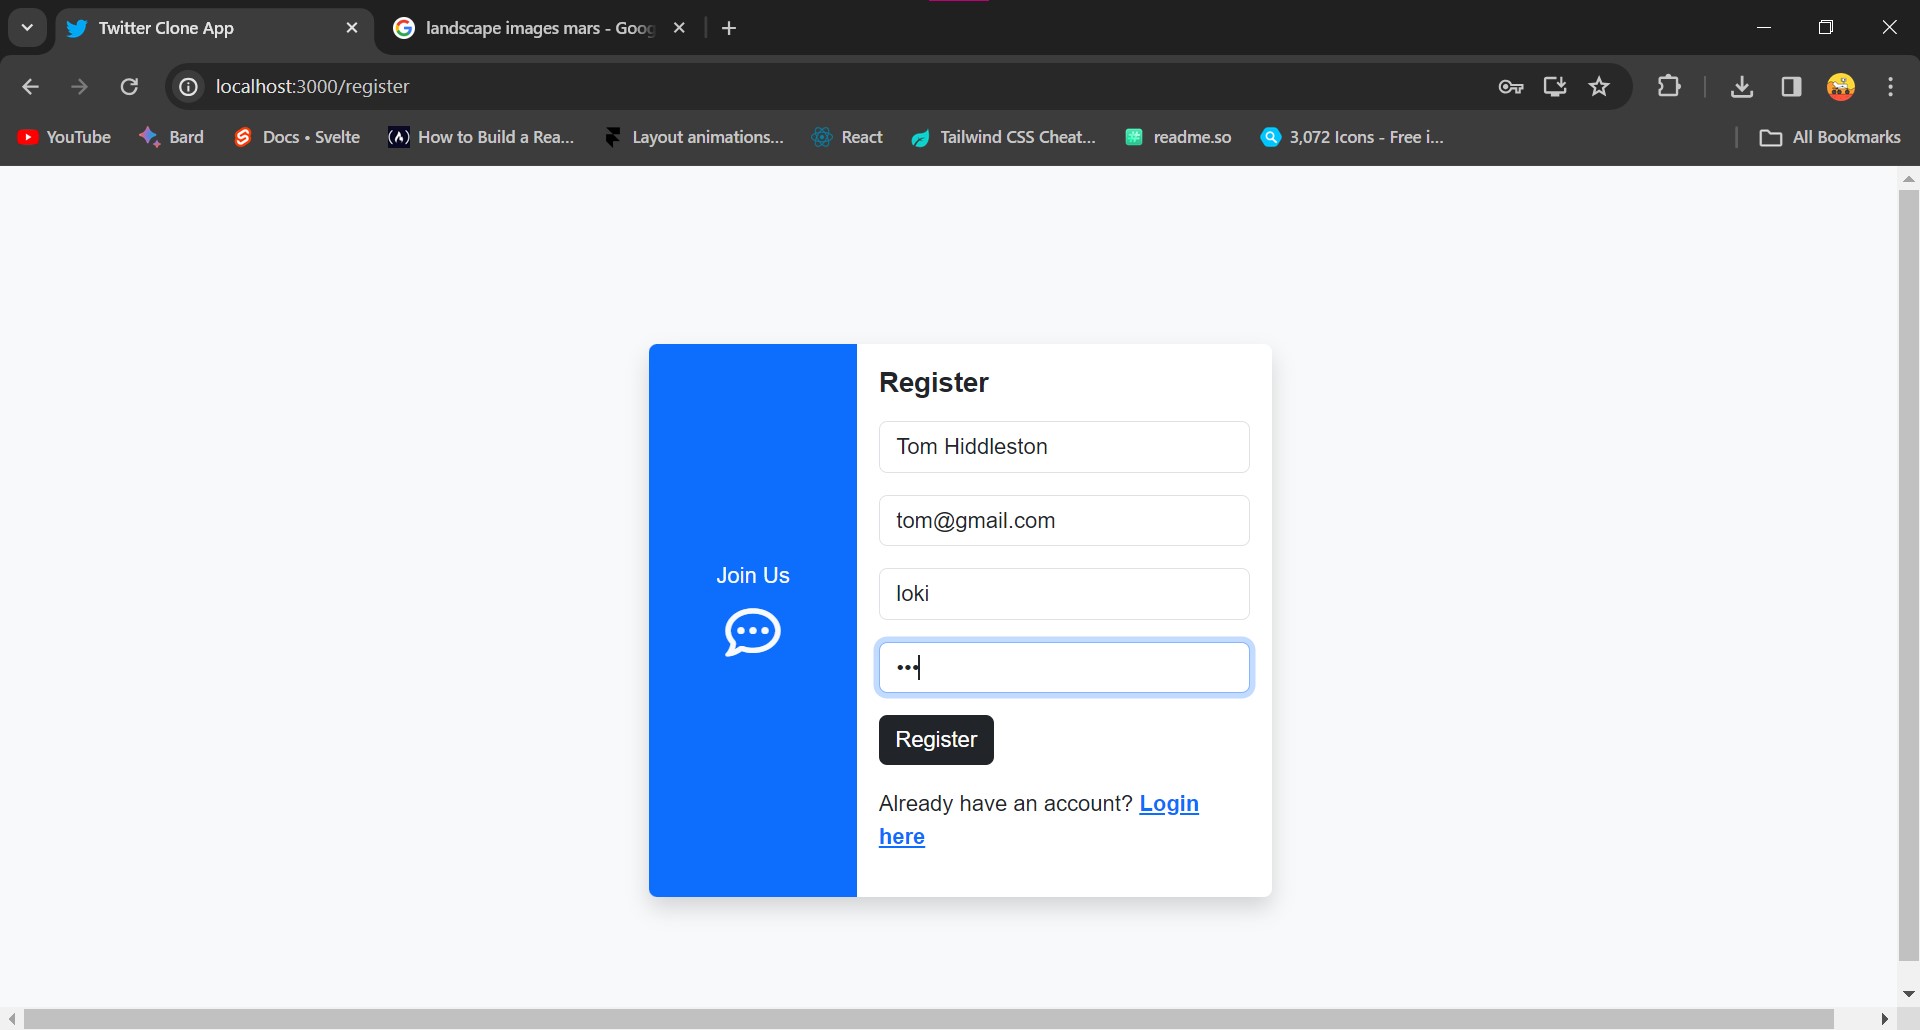 Twitter Clone App
landscape images mars - Goog
localhost:3000/register
YouTube
Bard
Docs • Svelte
How to Build a Rea...
Layout animations...
React
Tailwind CSS Cheat...
readme.so
3,072 Icons - Free i...
All Bookmarks
Join Us
Register
Tom Hiddleston
tom@gmail.com
loki
•••
Register
Already have an account? Login
here